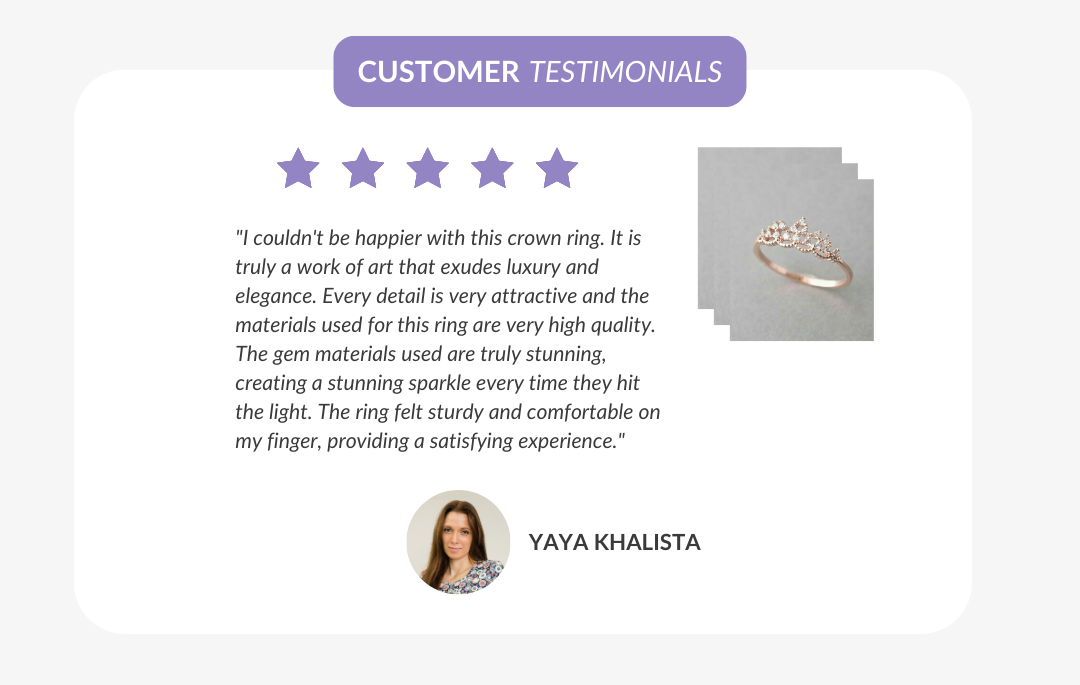 CUSTOMER TESTIMONIALS
"I couldn't be happier with this crown ring. It is
truly a work of art that exudes luxury and
elegance. Every detail is very attractive and the
materials used for this ring are very high quality.
The gem materials used are truly stunning,
creating a stunning sparkle every time they hit
the light. The ring felt sturdy and comfortable on
my finger, providing a satisfying experience."
YAYA KHALISTA